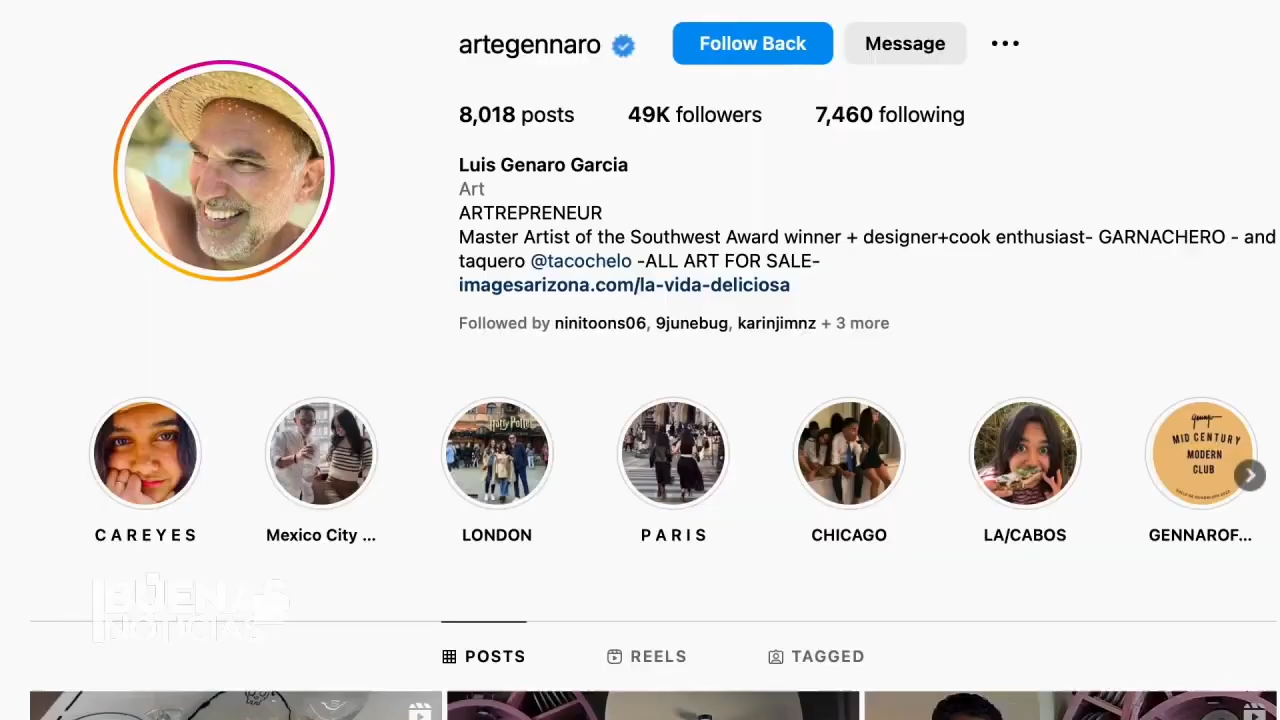 artegennaro
Follow Back
Message
8,018 posts
49K followers
7,460 following
Luis Genaro Garcia
Art
ARTREPRENEUR
Master Artist of the Southwest Award winner + designer+cook enthusiast- GARNACHERO - and
taquero @tacochelo -ALL ART FOR SALE-
imagesarizona.com/la-vida-deliciosa
Followed by ninitoons06, 9junebug, karinjimnz + 3 more
Harry Potter
gennaro
MID CENTURY
MODERN
CLUB
CAREYES
Mexico City ...
LONDON
PARIS
CHICAGO
LA/CABOS
GENNAROF...
BUENAS
NOTICIAS
POSTS
REELS
TAGGED